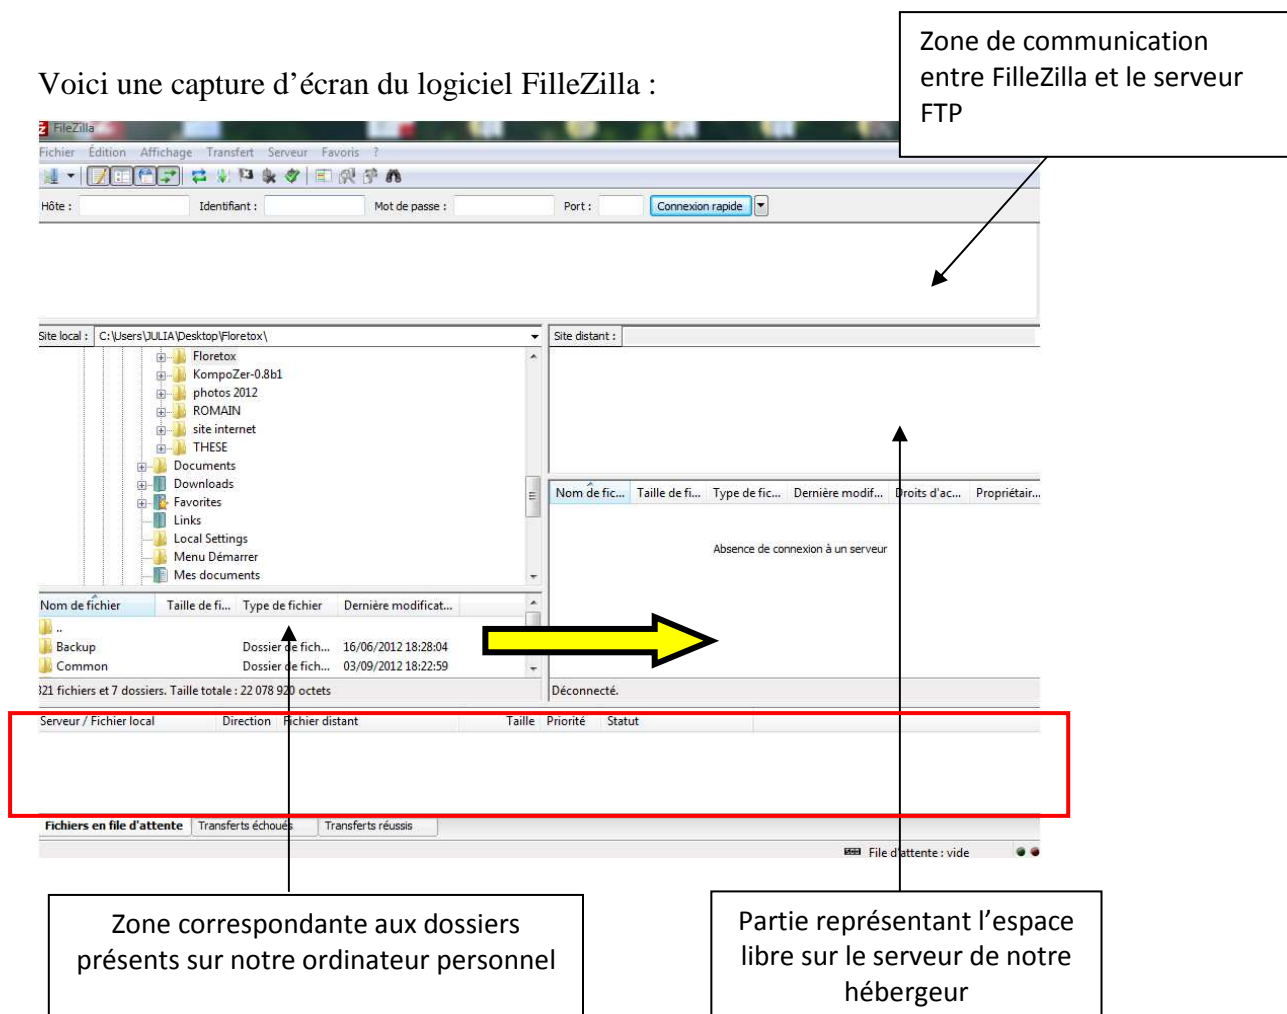 Zone de communication
entre FilleZilla et le serveur
FTP
Voici une capture d’écran du logiciel FilleZilla :
FileZilla
Fichier Édition Affichage Transfert Serveur Favoris ?
Hôte : Identifiant : Mot de passe : Port : Connexion rapide
Site local : C:\Users\JULIA\Desktop\Floretox\
Site distant :
Floretox
KompoZer-0.8b1
photos 2012
ROMAIN
site internet
THESE
Documents
Downloads
Favorites
Links
Local Settings
Menu Démarrer
Mes documents
Nom de fic... Taille de fi... Type de fic... Dernière modif... Droits d'ac... Propriétair...
Absence de connexion à un serveur
Nom de fichier Taille de fi... Type de fichier Dernière modificat...
..
Backup Dossier de fich... 16/06/2012 18:28:04
Common Dossier de fich... 03/09/2012 18:22:59
321 fichiers et 7 dossiers. Taille totale : 22 078 920 octets
Déconnecté.
Serveur / Fichier local Direction Fichier distant Taille Priorité Statut
Fichiers en file d'attente Transferts échoués Transferts réussis
File d'attente : vide
Zone correspondante aux dossiers
présents sur notre ordinateur personnel
Partie représentant l’espace
libre sur le serveur de notre
hébergeur